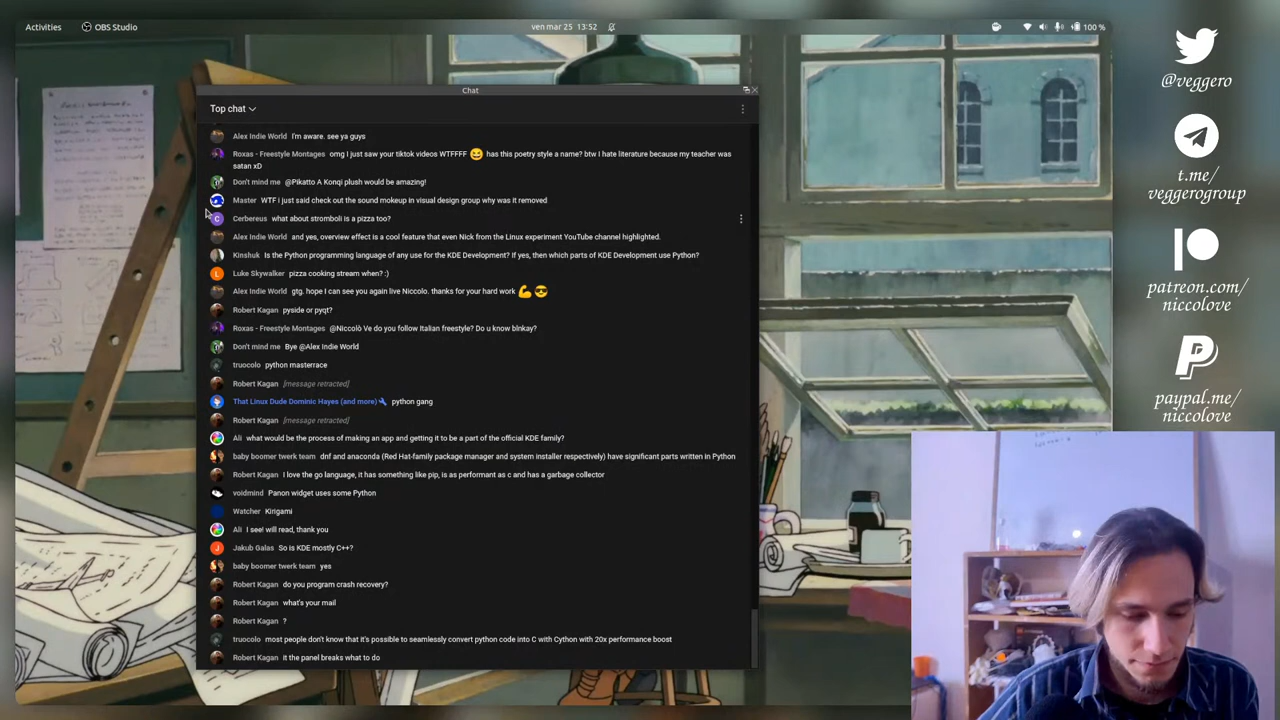 Activities
OBS Studio
ven mar 25 13:52
100 %
Chat
Top chat
Alex Indie World I'm aware. see ya guys
Roxas - Freestyle Montages omg I just saw your tiktok videos WTFFFF 😆 has this poetry style a name? btw I hate literature because my teacher was
satan xD
Don't mind me @Pikatto A Konqi plush would be amazing!
Master WTF i just said check out the sound mokeup in visual design group why was it removed
C Cerbereus what about stromboli is a pizza too?
Alex Indie World and yes, overview effect is a cool feature that even Nick from the Linux experiment YouTube channel highlighted.
Kinshuk Is the Python programming language of any use for the KDE Development? If yes, then which parts of KDE Development use Python?
L Luke Skywalker pizza cooking stream when? :)
Alex Indie World gtg. hope I can see you again live Niccolo. thanks for your hard work 💪 😎
Robert Kagan pyside or pyqt?
Roxas - Freestyle Montages @Niccolò Ve do you follow Italian freestyle? Do u know blnkay?
Don't mind me Bye @Alex Indie World
truocolo python masterrace
Robert Kagan [message retracted]
That Linux Dude Dominic Hayes (and more) python gang
Robert Kagan [message retracted]
Ali what would be the process of making an app and getting it to be a part of the official KDE family?
baby boomer twerk team dnf and anaconda (Red Hat-family package manager and system installer respectively) have significant parts written in Python
Robert Kagan I love the go language, it has something like pip, is as performant as c and has a garbage collector
voidmind Panon widget uses some Python
Watcher Kirigami
Ali I see! will read, thank you
J Jakub Galas So is KDE mostly C++?
baby boomer twerk team yes
Robert Kagan do you program crash recovery?
Robert Kagan what's your mail
Robert Kagan ?
truocolo most people don't know that it's possible to seamlessly convert python code into C with Cython with 20x performance boost
Robert Kagan it the panel breaks what to do
@veggero
t.me/
veggerogroup
patreon.com/
niccolove
paypal.me/
niccolove